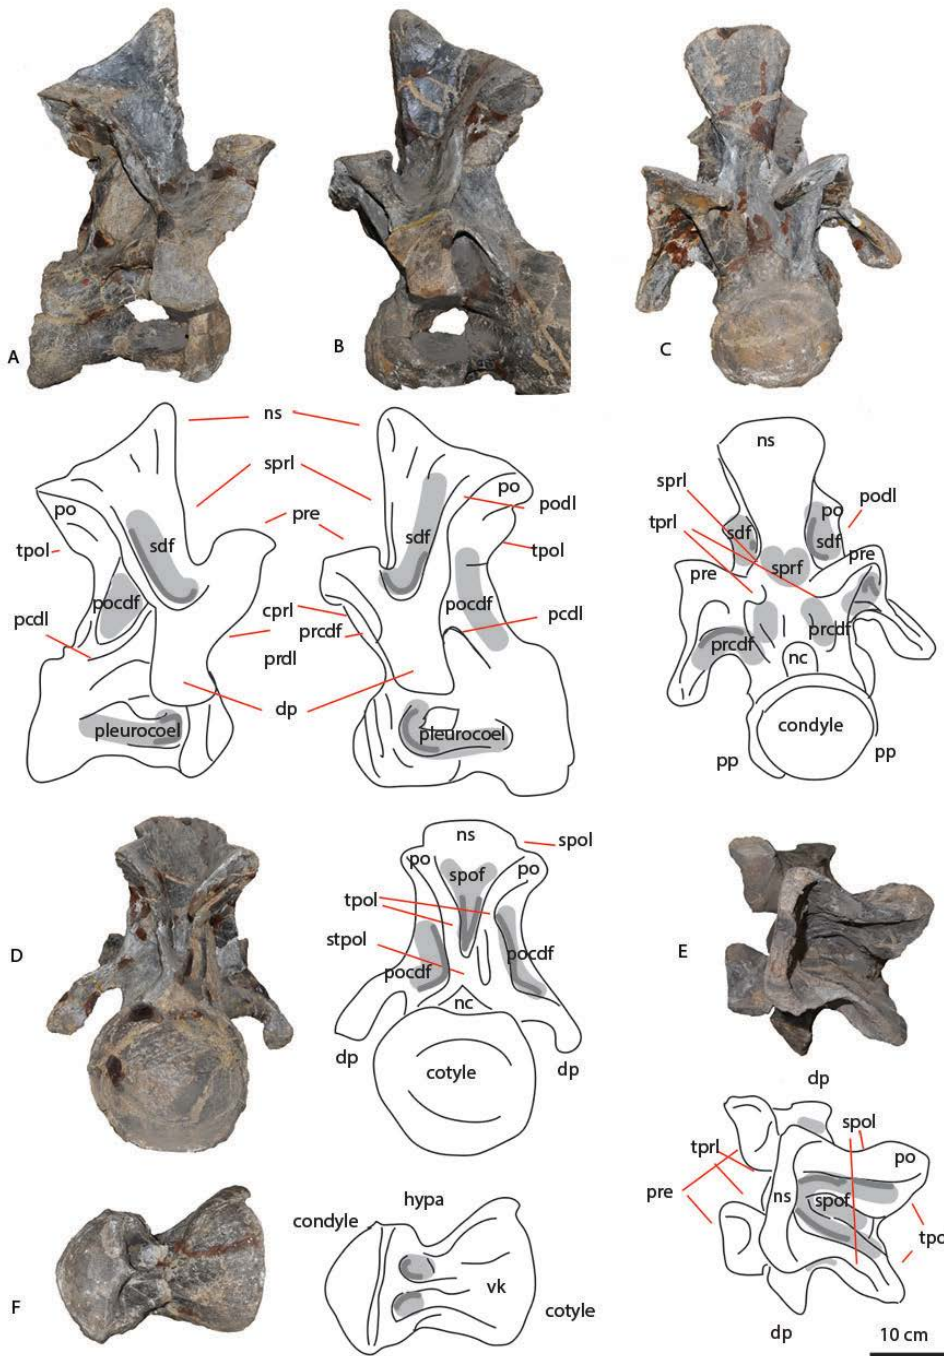 A
B
C
ns
sprl
pre
po
po
podl
tpol
sdf
sdf
tpol
pocdf
pocdf
pcdl
cprl
prcdf
pcdl
prdl
dp
pleurocoel
pleurocoel
ns
sprl
tprl
po
podl
sdf
sdf
pre
sprf
pre
prcdf
prcdf
nc
condyle
pp
pp
D
ns
spol
po
po
spof
tpol
stpol
pocdf
pocdf
nc
dp
cotyle
dp
E
dp
spol
tprl
po
pre
ns
spof
tpo
dp
10 cm
F
condyle
hypa
vk
cotyle